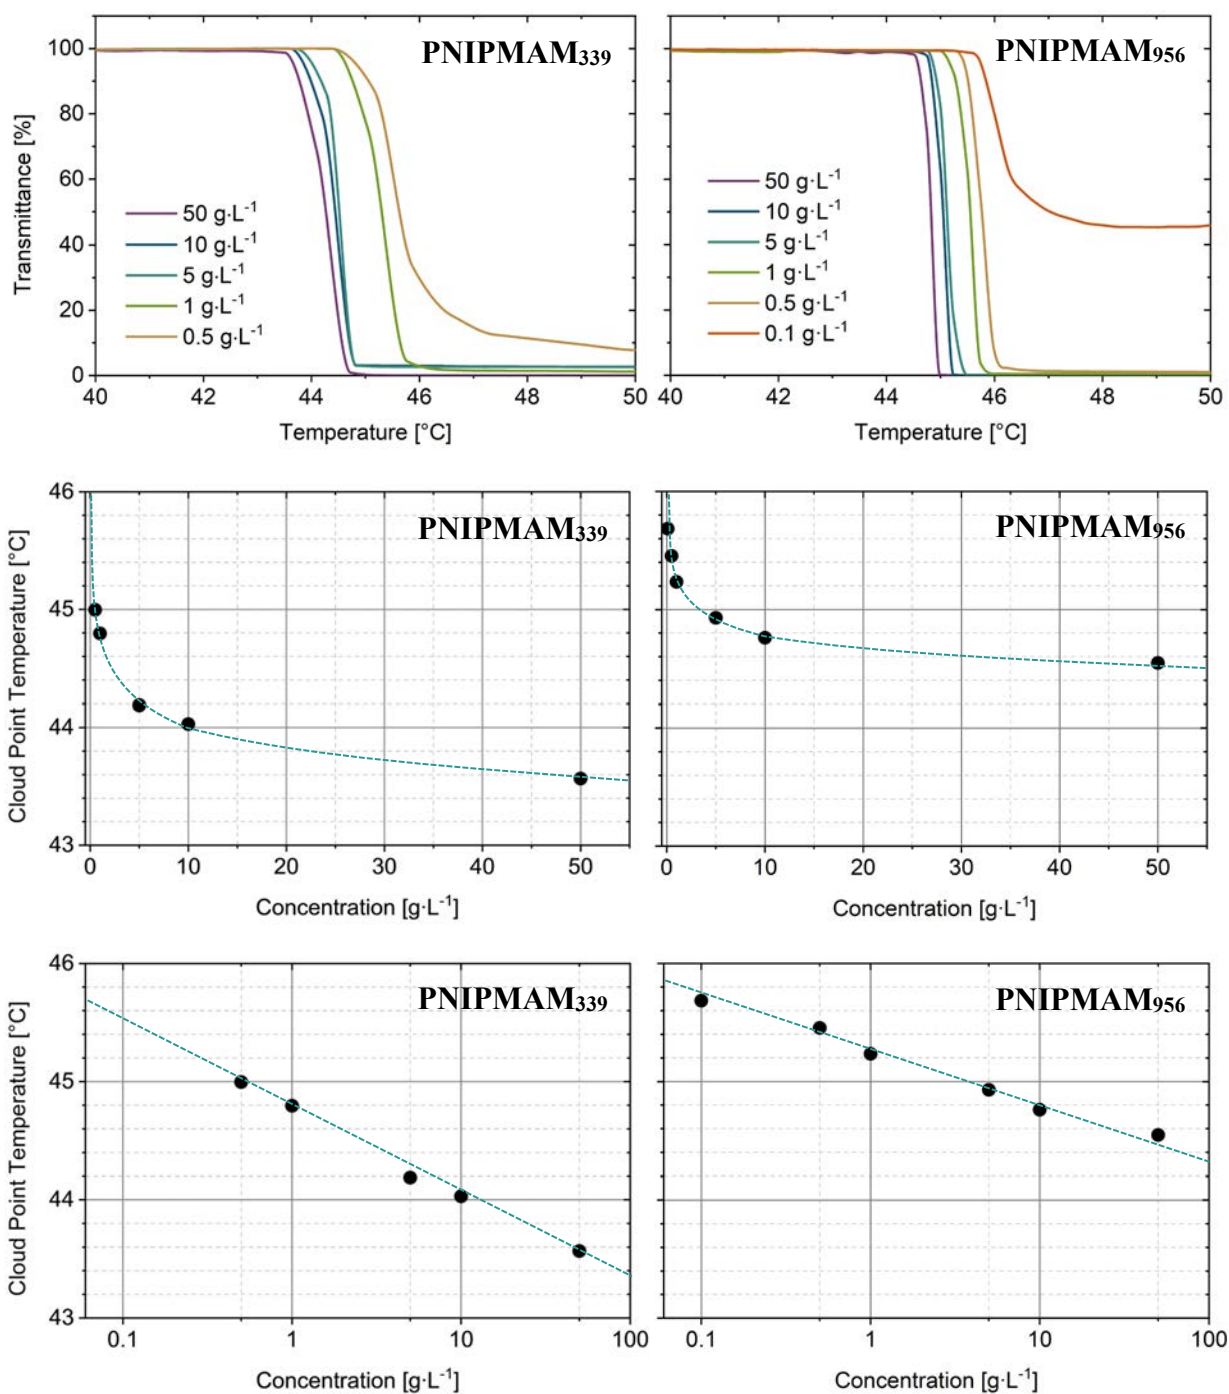 PNIPMAM₃₃₉
Transmittance [%]
100
80
60
40
20
0
50 g·L⁻¹
10 g·L⁻¹
5 g·L⁻¹
1 g·L⁻¹
0.5 g·L⁻¹
40 42 44 46 48 50
Temperature [°C]
PNIPMAM₉₅₆
50 g·L⁻¹
10 g·L⁻¹
5 g·L⁻¹
1 g·L⁻¹
0.5 g·L⁻¹
0.1 g·L⁻¹
40 42 44 46 48 50
Temperature [°C]
PNIPMAM₃₃₉
Cloud Point Temperature [°C]
46
45
44
43
0 10 20 30 40 50
Concentration [g·L⁻¹]
PNIPMAM₉₅₆
0 10 20 30 40 50
Concentration [g·L⁻¹]
PNIPMAM₃₃₉
Cloud Point Temperature [°C]
46
45
44
43
0.1 1 10 100
Concentration [g·L⁻¹]
PNIPMAM₉₅₆
0.1 1 10 100
Concentration [g·L⁻¹]